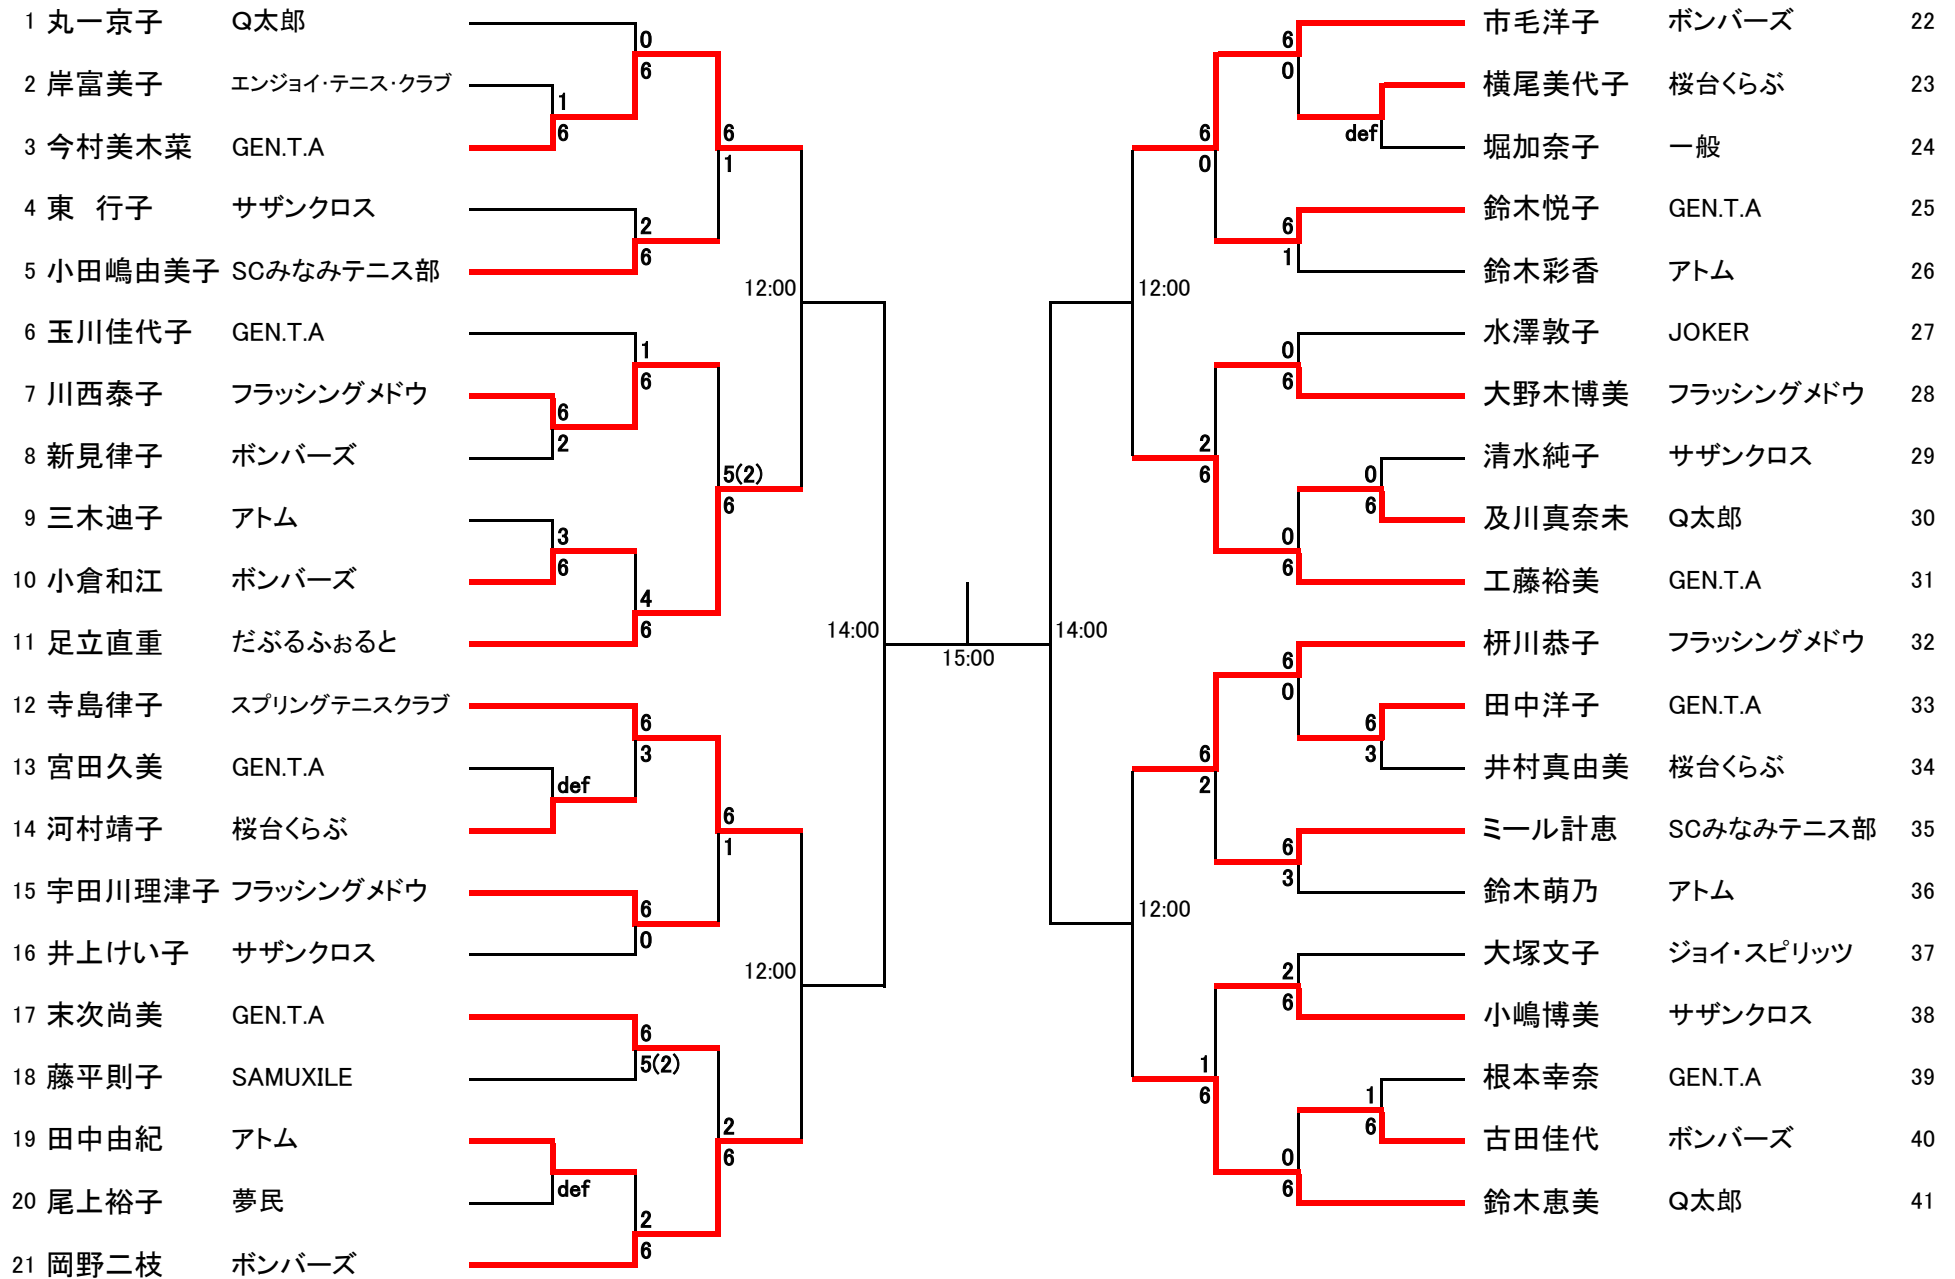 1 丸一京子 Q太郎
0
6
2 岸富美子 エンジョイ・テニス・クラブ
1
6
3 今村美木菜 GEN.T.A
6
1
4 東 行子 サザンクロス
2
6
5 小田嶋由美子 SCみなみテニス部
12:00
6 玉川佳代子 GEN.T.A
1
6
7 川西泰子 フラッシングメドウ
6
2
8 新見律子 ボンバーズ
5(2)
6
9 三木迪子 アトム
3
6
10 小倉和江 ボンバーズ
4
6
11 足立直重 だぶるふぉると
14:00
12 寺島律子 スプリングテニスクラブ
6
3
13 宮田久美 GEN.T.A
def
14 河村靖子 桜台くらぶ
6
1
15 宇田川理津子 フラッシングメドウ
6
0
16 井上けい子 サザンクロス
12:00
17 末次尚美 GEN.T.A
6
5(2)
18 藤平則子 SAMUXILE
19 田中由紀 アトム
2
6
def
20 尾上裕子 夢民
2
6
21 岡野二枝 ボンバーズ
15:00
市毛洋子 ボンバーズ 22
6
0
横尾美代子 桜台くらぶ 23
def
堀加奈子 一般 24
6
0
鈴木悦子 GEN.T.A 25
6
1
鈴木彩香 アトム 26
12:00
水澤敦子 JOKER 27
0
6
大野木博美 フラッシングメドウ 28
2
6
清水純子 サザンクロス 29
0
6
及川真奈未 Q太郎 30
0
6
工藤裕美 GEN.T.A 31
14:00
枡川恭子 フラッシングメドウ 32
6
0
田中洋子 GEN.T.A 33
6
3
井村真由美 桜台くらぶ 34
6
2
ミール計恵 SCみなみテニス部 35
6
3
鈴木萌乃 アトム 36
12:00
大塚文子 ジョイ・スピリッツ 37
2
6
小嶋博美 サザンクロス 38
1
6
根本幸奈 GEN.T.A 39
1
6
古田佳代 ボンバーズ 40
0
6
鈴木恵美 Q太郎 41